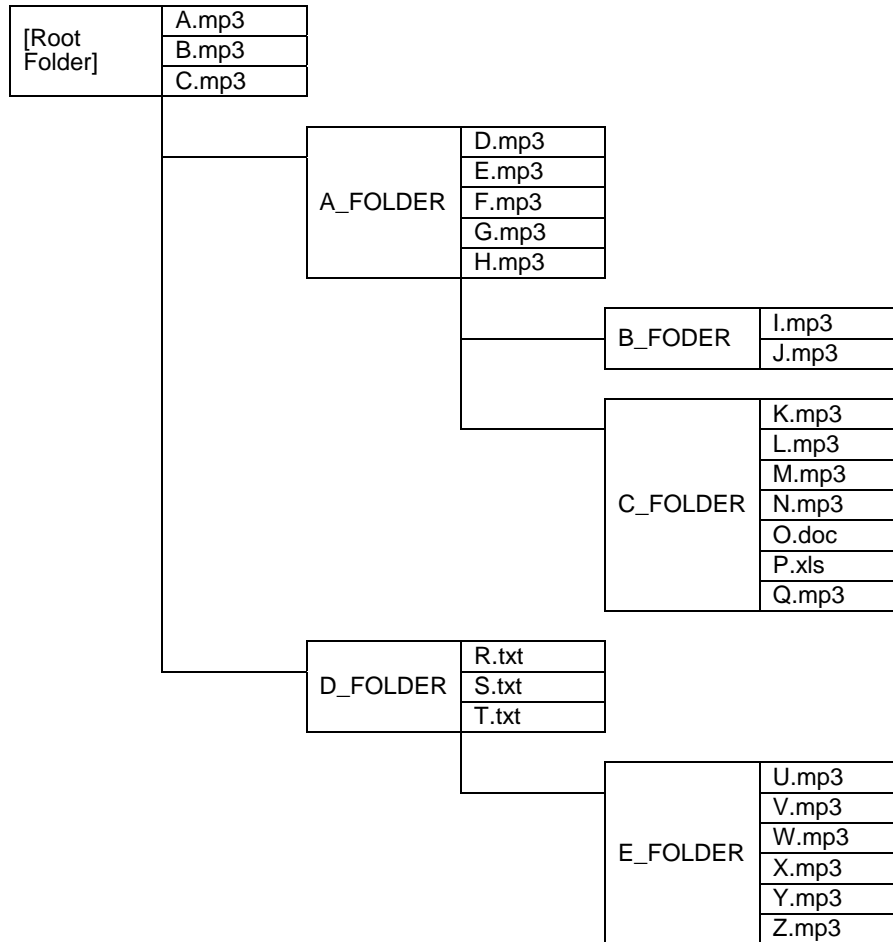 [Root
Folder]
A.mp3
B.mp3
C.mp3
A_FOLDER
D.mp3
E.mp3
F.mp3
G.mp3
H.mp3
B_FODER
I.mp3
J.mp3
C_FOLDER
K.mp3
L.mp3
M.mp3
N.mp3
O.doc
P.xls
Q.mp3
D_FOLDER
R.txt
S.txt
T.txt
E_FOLDER
U.mp3
V.mp3
W.mp3
X.mp3
Y.mp3
Z.mp3